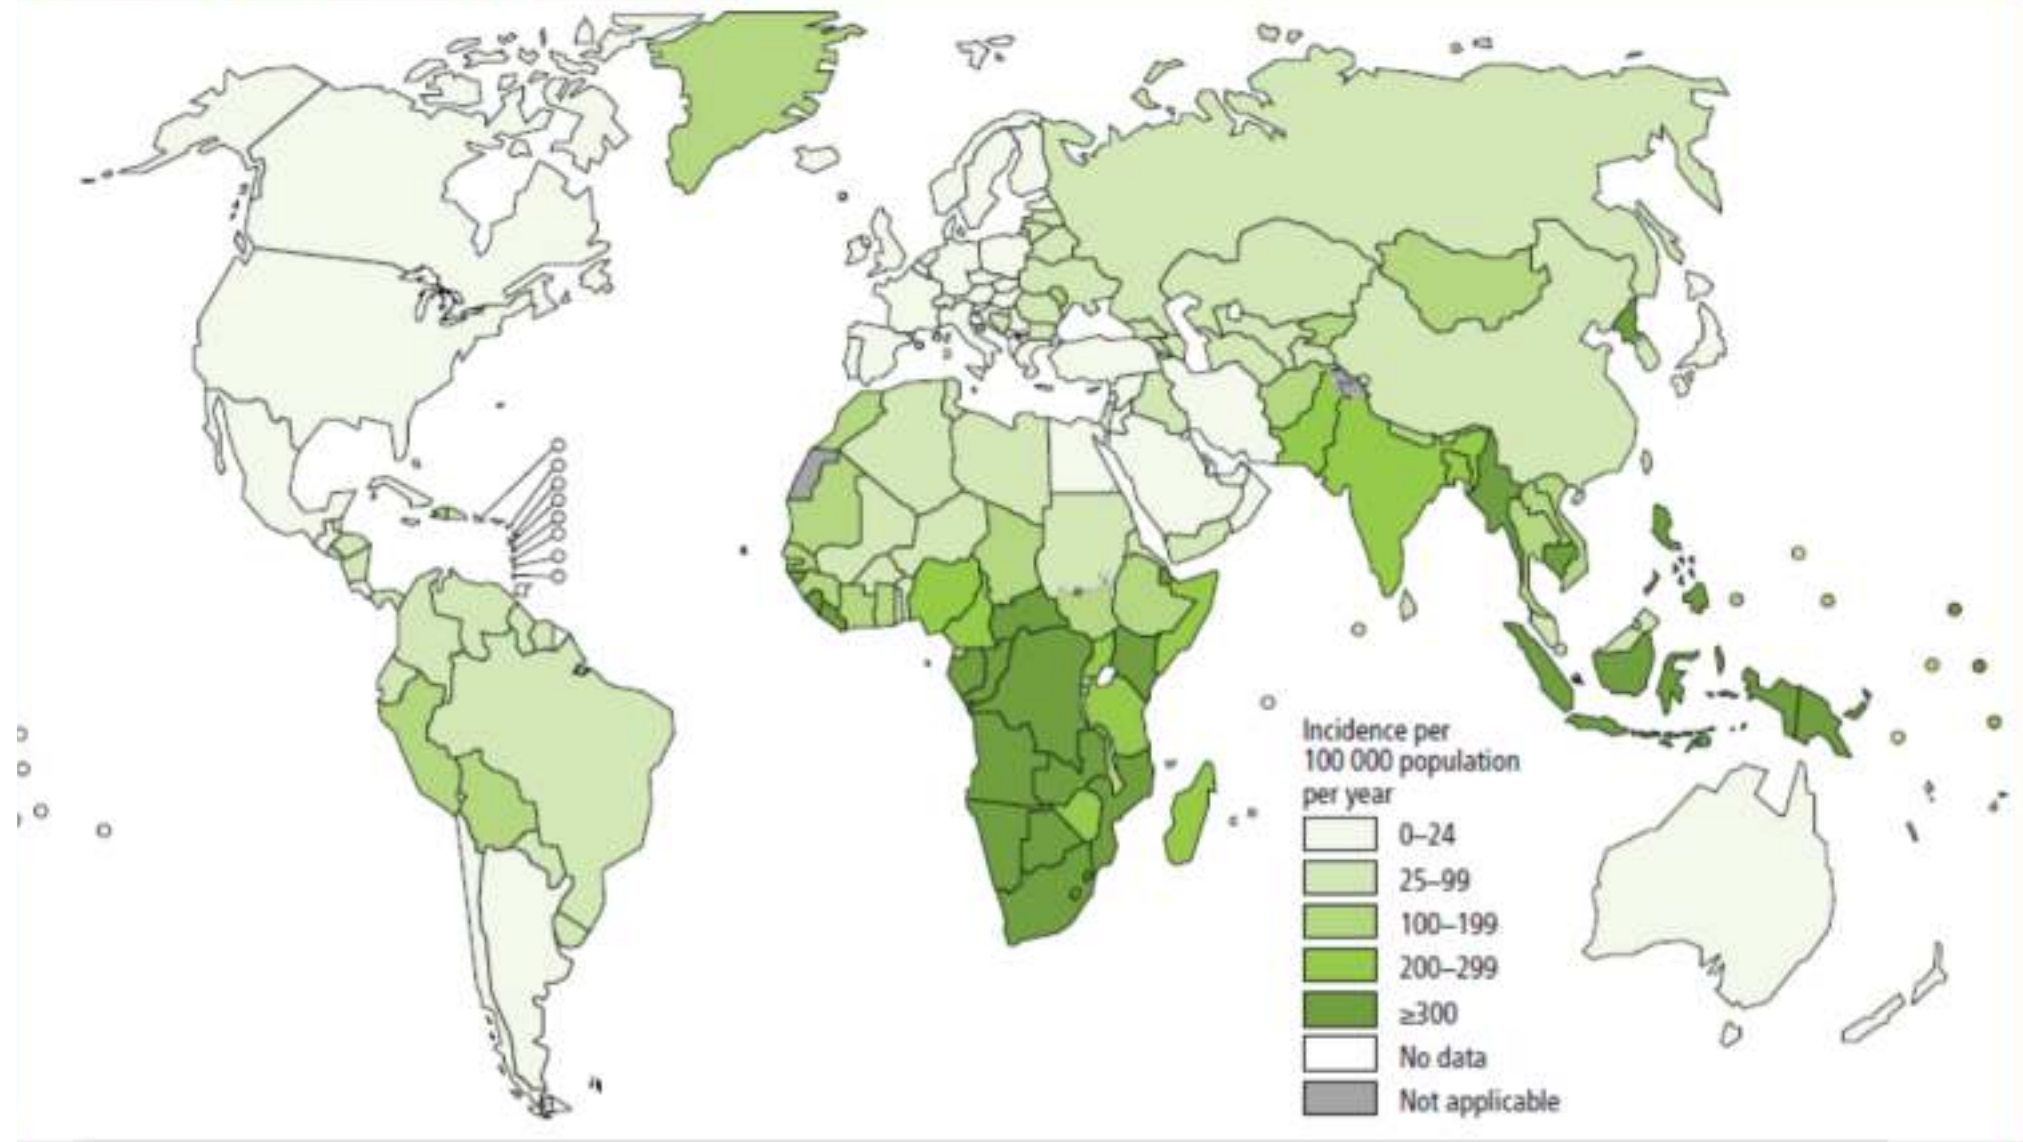 Incidence per
100 000 population
per year
0–24
25–99
100–199
200–299
≥300
No data
Not applicable